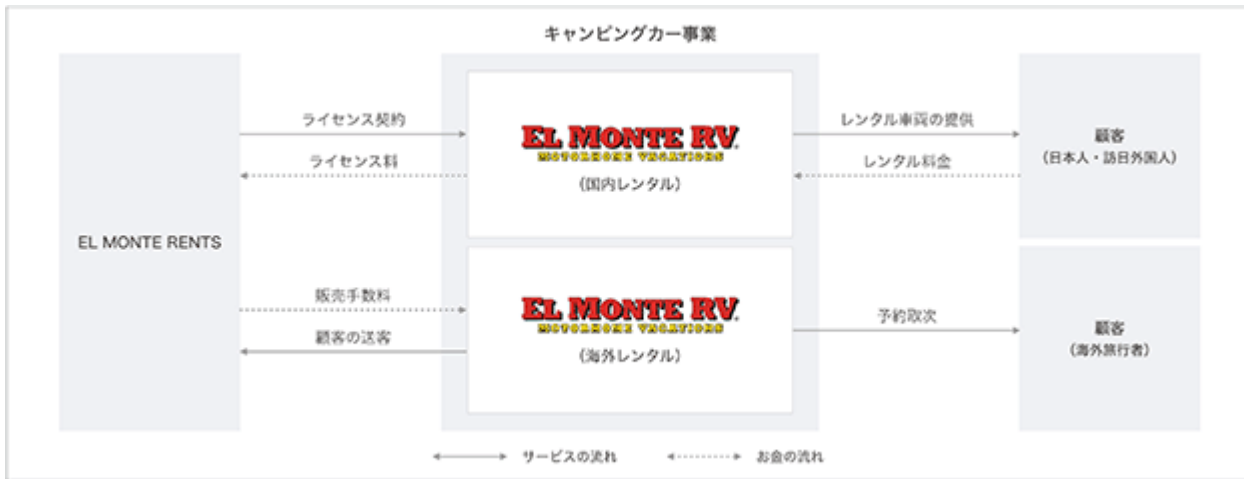 キャンピングカー事業
EL MONTE RENTS
ライセンス契約
ライセンス料
EL MONTE RV
MOTORHOME VACATIONS
(国内レンタル)
レンタル車両の提供
レンタル料金
顧客
(日本人・訪日外国人)
販売手数料
顧客の送客
EL MONTE RV
MOTORHOME VACATIONS
(海外レンタル)
予約取次
顧客
(海外旅行者)
サービスの流れ
お金の流れ